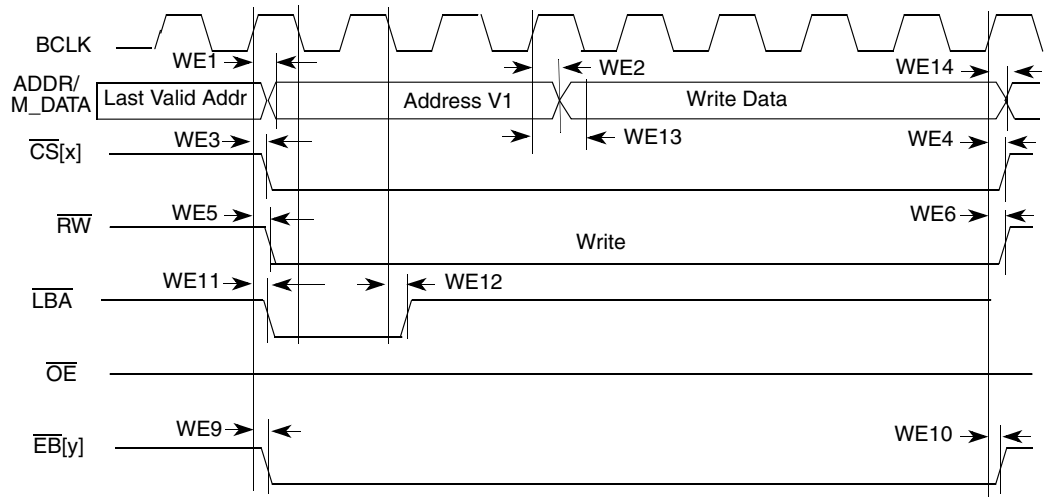 BCLK
WE1
WE2
WE14
ADDR/
M_DATA
Last Valid Addr
Address V1
Write Data
WE13
WE3
WE4
CS[x]
WE5
WE6
RW
Write
WE11
WE12
LBA
OE
WE9
WE10
EB[y]